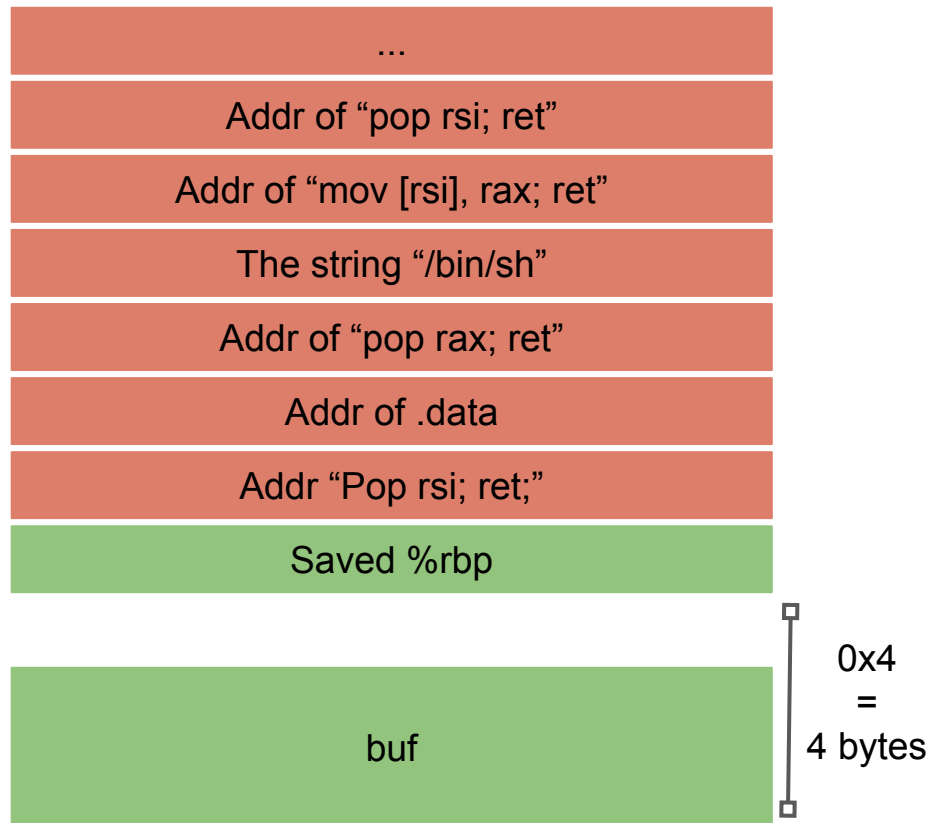 ...
Addr of “pop rsi; ret”
Addr of “mov [rsi], rax; ret”
The string “/bin/sh”
Addr of “pop rax; ret”
Addr of .data
Addr “Pop rsi; ret;”
Saved %rbp
buf
0x4
=
4 bytes